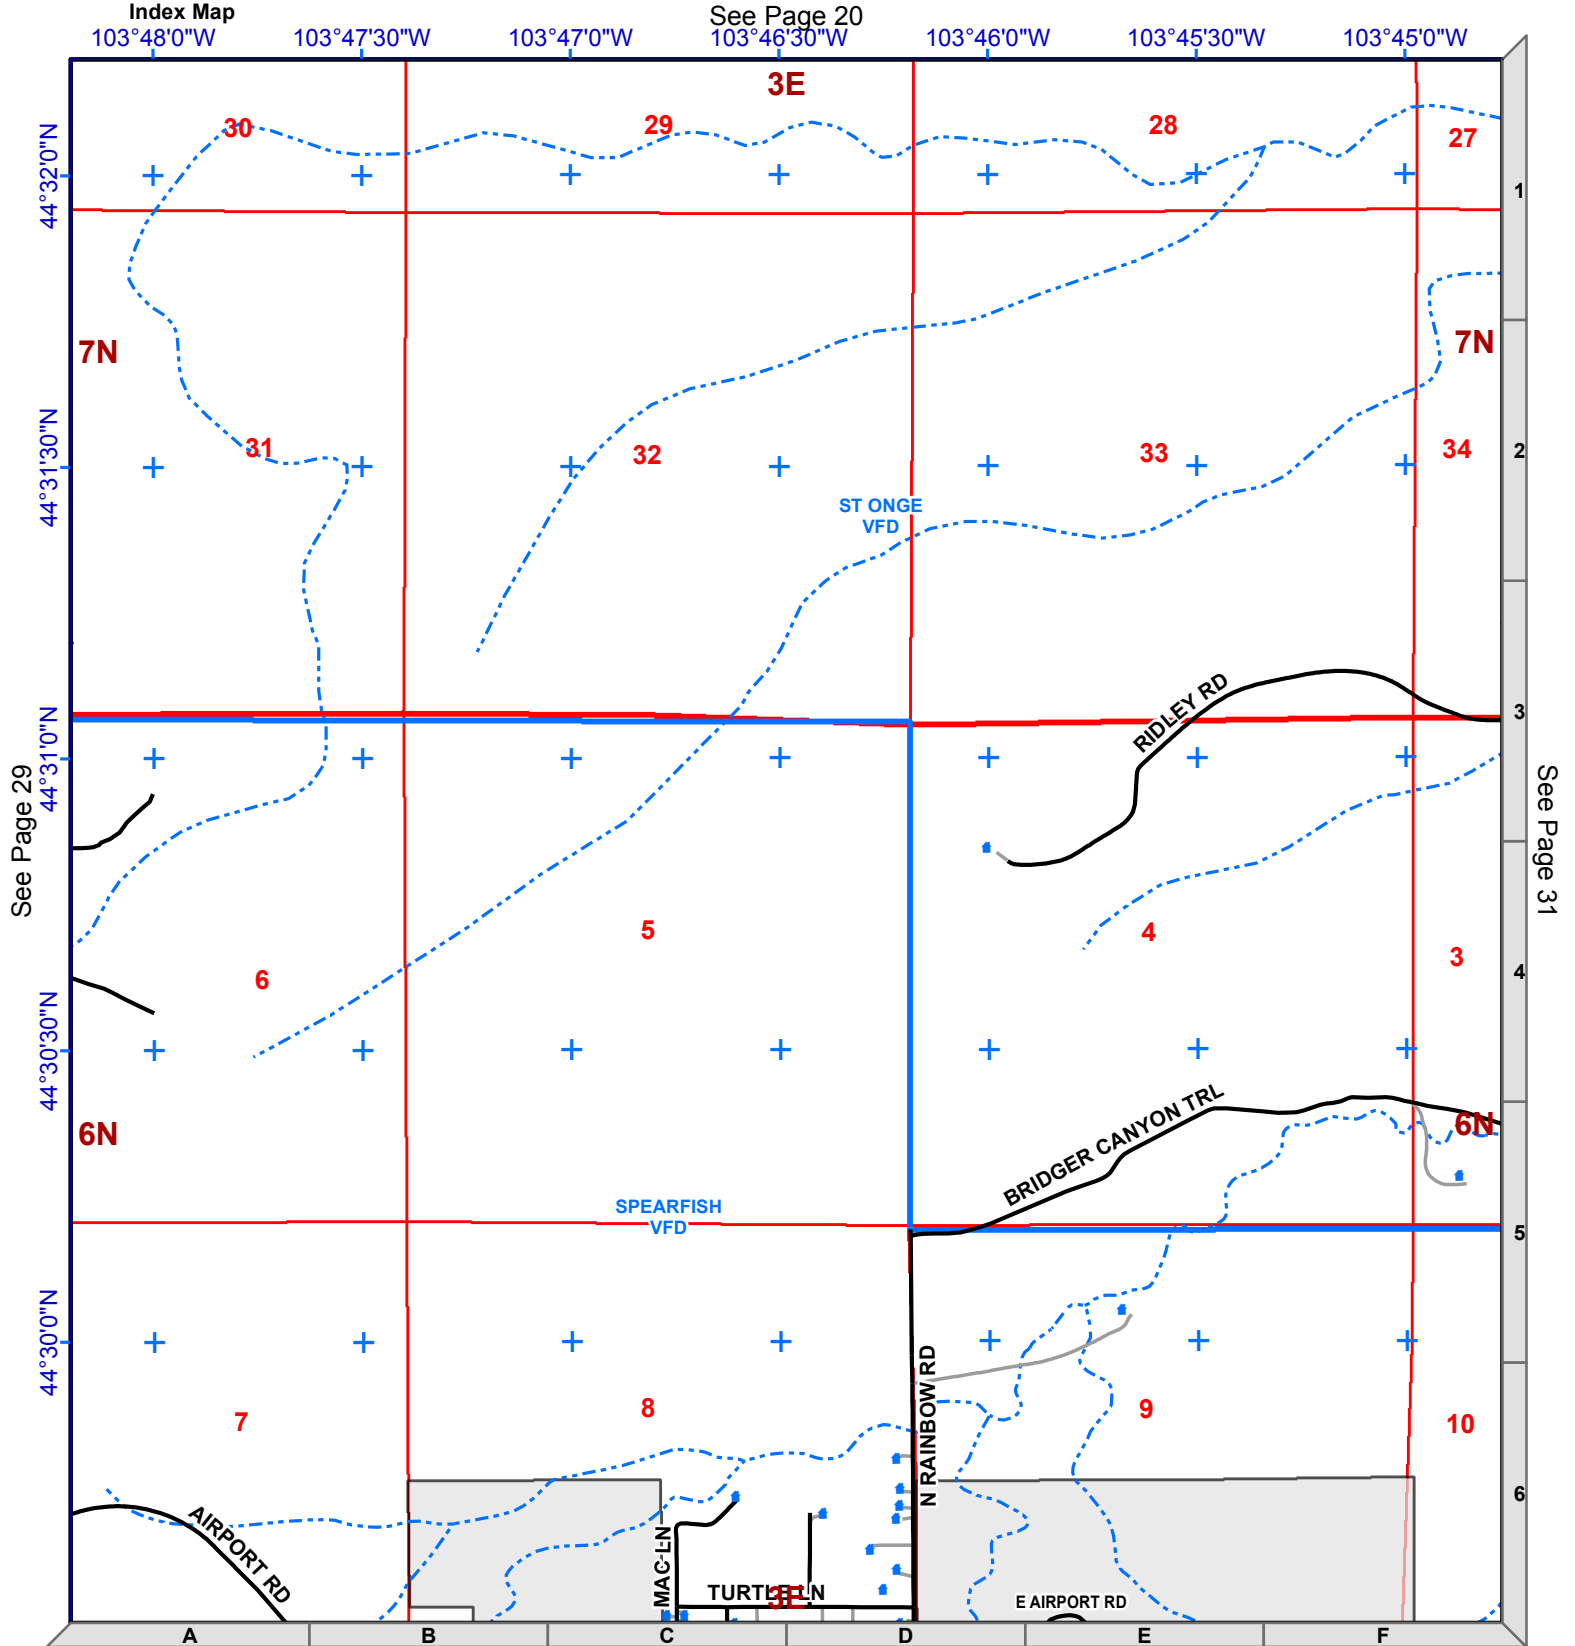 Index Map
See Page 20
103°48'0"W 103°47'30"W 103°47'0"W 103°46'30"W 103°46'0"W 103°45'30"W 103°45'0"W
3E
30 29 28 27
44°32'0"N
1
7N 7N
31 32 33 34
44°31'30"N
2
ST ONGE
VFD
RIDLEY RD
3
44°31'0"N
See Page 29
See Page 31
5 4
6 3
4
44°30'30"N
BRIDGER CANYON TRL
6N 6N
SPEARFISH
VFD
5
44°30'0"N
N RAINBOW RD
7 8 9 10
6
AIRPORT RD
MAC LN
TURTLE LN
3E
E AIRPORT RD
A B C D E F